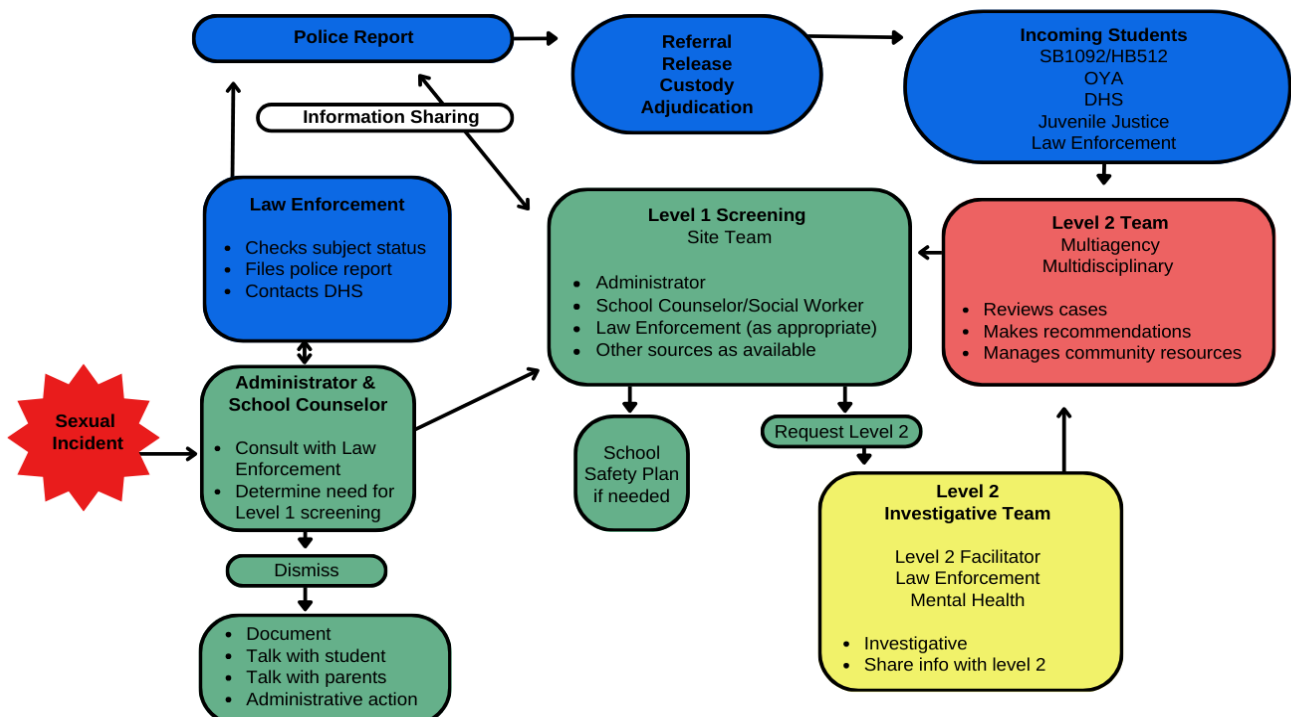 Police Report
Referral
Release
Custody
Adjudication
Incoming Students
SB1092/HB512
OYA
DHS
Juvenile Justice
Law Enforcement
Information Sharing
Law Enforcement
• Checks subject status
• Files police report
• Contacts DHS
Level 1 Screening
Site Team
• Administrator
• School Counselor/Social Worker
• Law Enforcement (as appropriate)
• Other sources as available
Level 2 Team
Multiagency
Multidisciplinary
• Reviews cases
• Makes recommendations
• Manages community resources
Sexual
Incident
Administrator &
School Counselor
• Consult with Law
Enforcement
• Determine need for
Level 1 screening
School
Safety Plan
if needed
Request Level 2
Level 2
Investigative Team
Level 2 Facilitator
Law Enforcement
Mental Health
• Investigative
• Share info with level 2
Dismiss
• Document
• Talk with student
• Talk with parents
• Administrative action